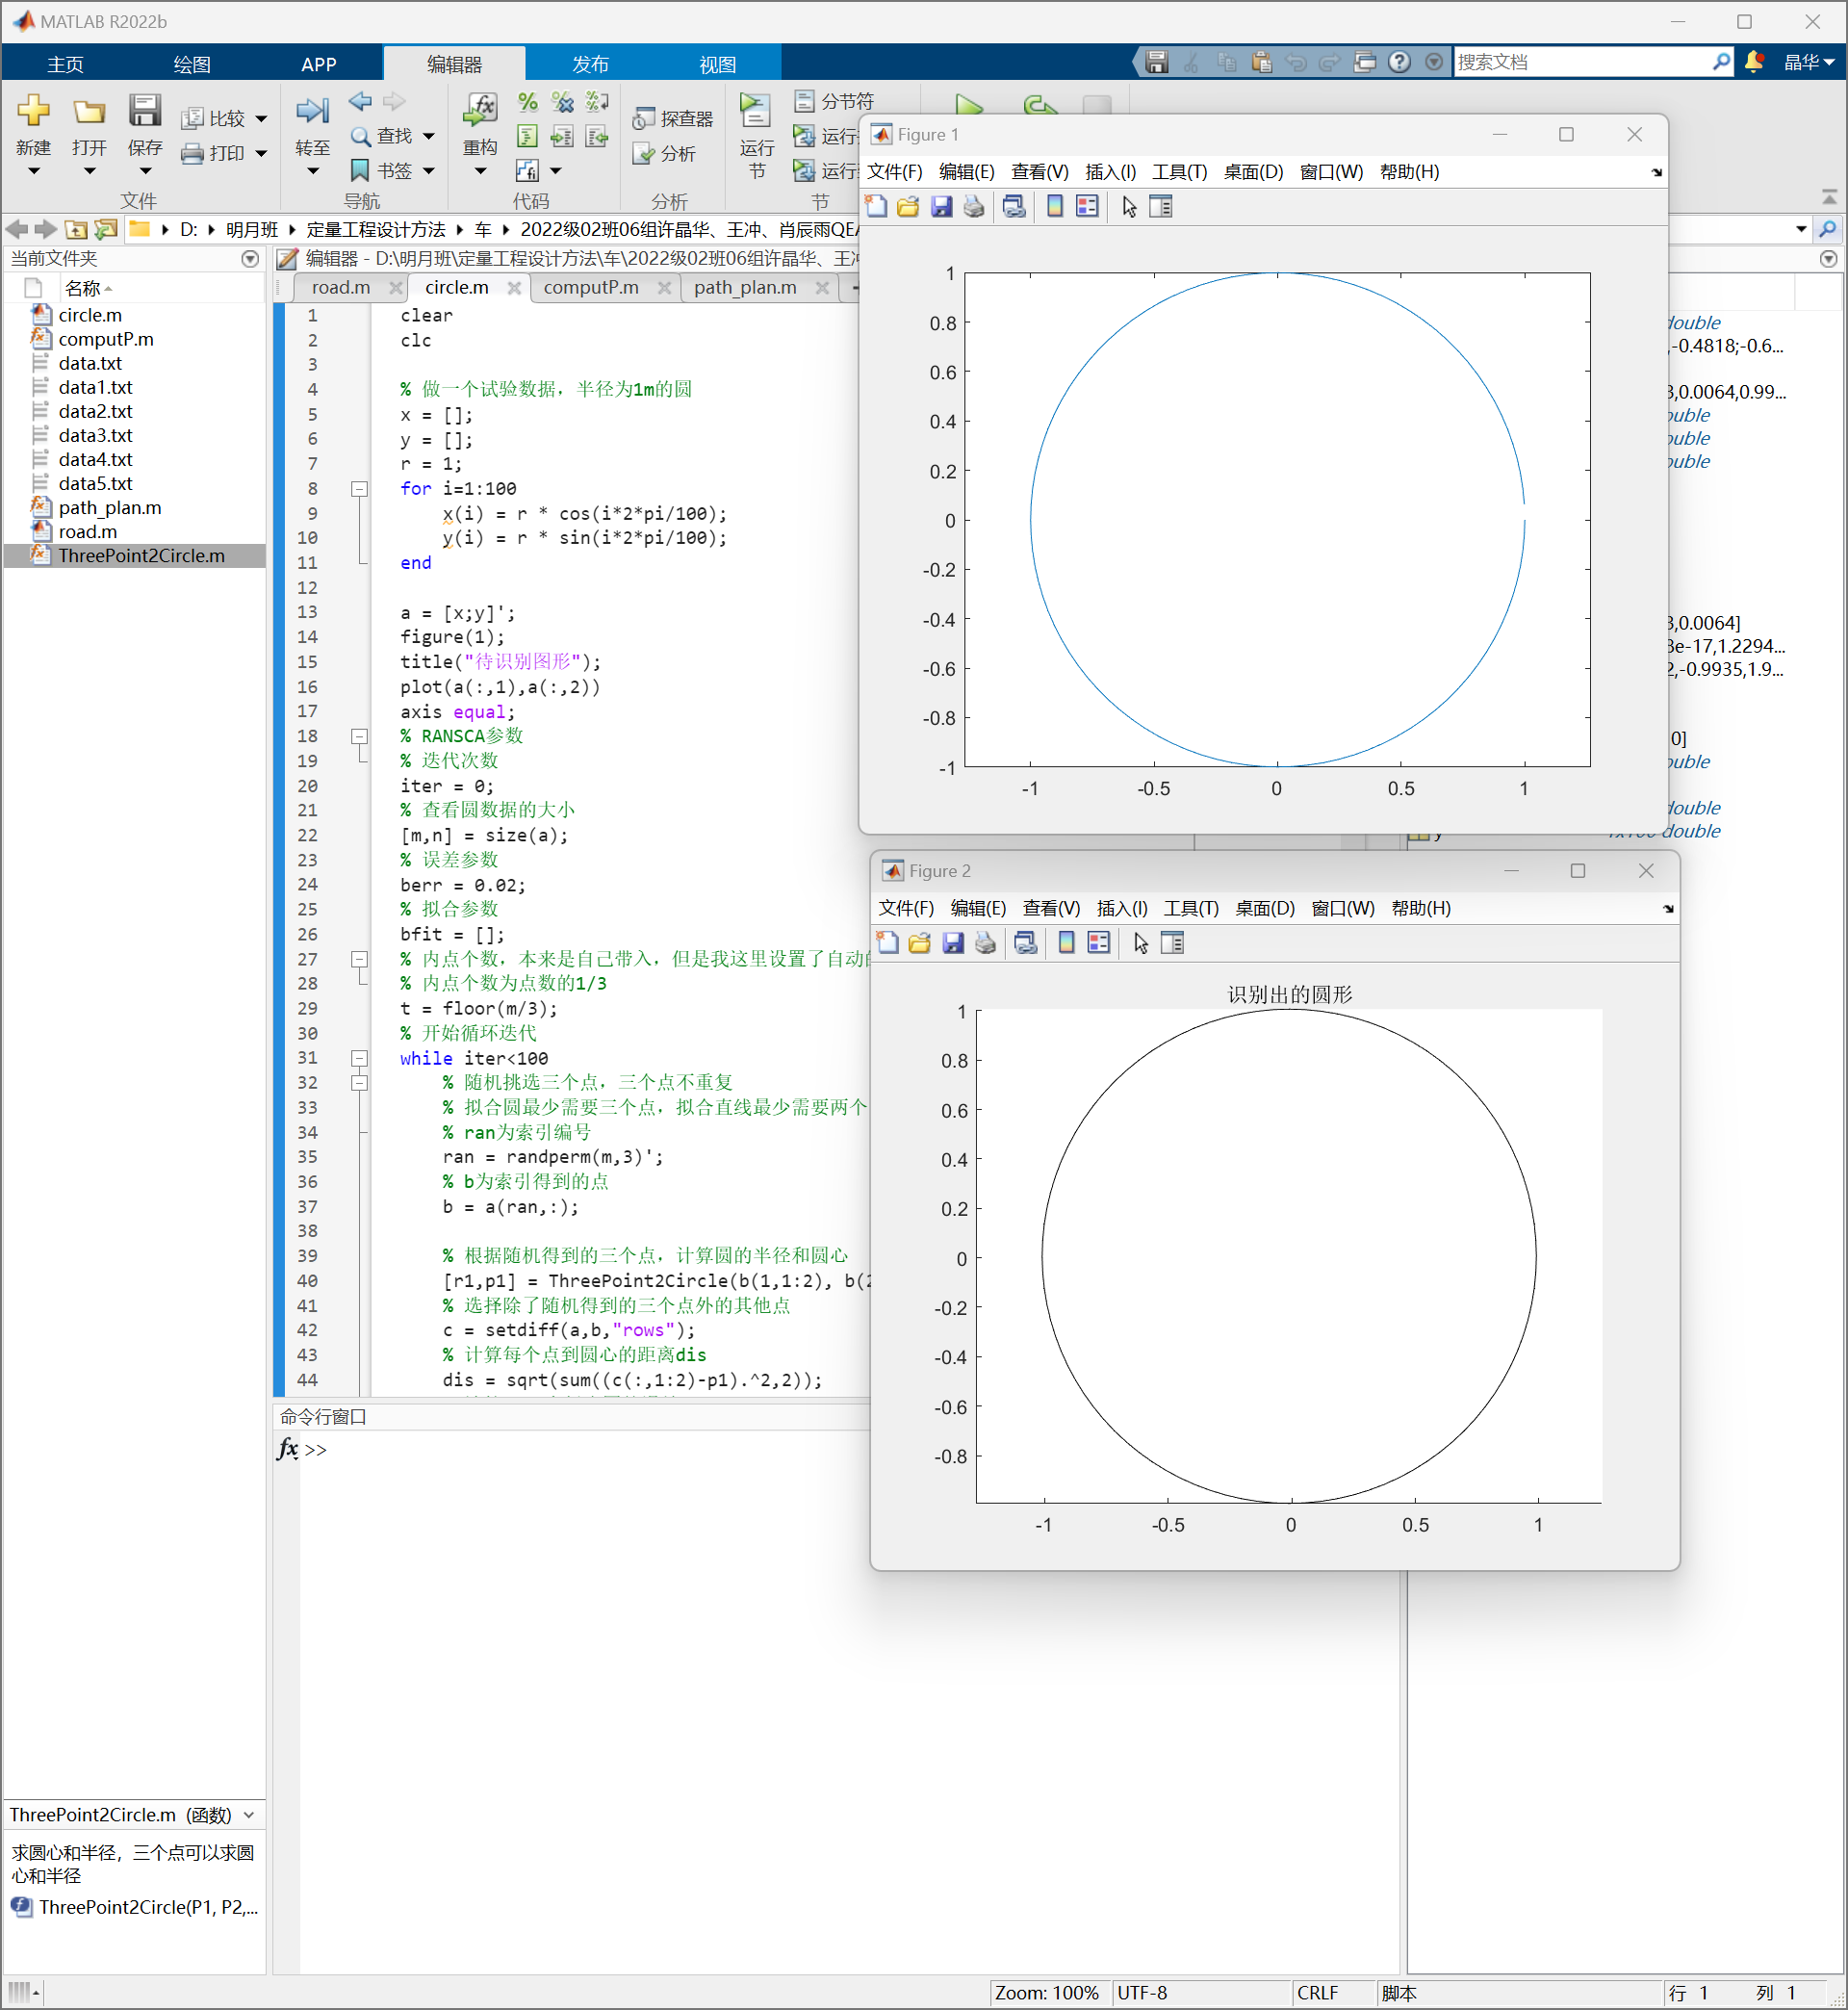 MATLAB R2022b
主页 绘图 APP 编辑器 发布 视图 搜索文档 晶华
新建 打开 保存 比较 打印 文件
转至 查找 书签 导航
重构 代码
探查器 分析 分析
运行节 分节符 节
D: 明月班 定量工程设计方法 车 2022级02班06组许晶华、王冲、肖辰雨
当前文件夹
名称
circle.m
computP.m
data.txt
data1.txt
data2.txt
data3.txt
data4.txt
data5.txt
path_plan.m
road.m
ThreePoint2Circle.m
编辑器 - D:\明月班\定量工程设计方法\车\2022级02班06组许晶华、王冲
road.m circle.m computP.m path_plan.m
1 clear
2 clc
3
4 % 做一个试验数据，半径为1m的圆
5 x = [];
6 y = [];
7 r = 1;
8 for i=1:100
9 x(i) = r * cos(i*2*pi/100);
10 y(i) = r * sin(i*2*pi/100);
11 end
12
13 a = [x;y]';
14 figure(1);
15 title("待识别图形");
16 plot(a(:,1),a(:,2))
17 axis equal;
18 % RANSCA参数
19 % 迭代次数
20 iter = 0;
21 % 查看圆数据的大小
22 [m,n] = size(a);
23 % 误差参数
24 berr = 0.02;
25 % 拟合参数
26 bfit = [];
27 % 内点个数，本来是自己带入，但是我这里设置了自动
28 % 内点个数为点数的1/3
29 t = floor(m/3);
30 % 开始循环迭代
31 while iter<100
32 % 随机挑选三个点，三个点不重复
33 % 拟合圆最少需要三个点，拟合直线最少需要两个
34 % ran为索引编号
35 ran = randperm(m,3)';
36 % b为索引得到的点
37 b = a(ran,:);
38
39 % 根据随机得到的三个点，计算圆的半径和圆心
40 [r1,p1] = ThreePoint2Circle(b(1,1:2), b(
41 % 选择除了随机得到的三个点外的其他点
42 c = setdiff(a,b,"rows");
43 % 计算每个点到圆心的距离dis
44 dis = sqrt(sum((c(:,1:2)-p1).^2,2));
命令行窗口
fx >>
Figure 1
文件(F) 编辑(E) 查看(V) 插入(I) 工具(T) 桌面(D) 窗口(W) 帮助(H)
1
0.8
0.6
0.4
0.2
0
-0.2
-0.4
-0.6
-0.8
-1
-1 -0.5 0 0.5 1
Figure 2
文件(F) 编辑(E) 查看(V) 插入(I) 工具(T) 桌面(D) 窗口(W) 帮助(H)
识别出的圆形
1
0.8
0.6
0.4
0.2
0
-0.2
-0.4
-0.6
-0.8
-1 -0.5 0 0.5 1
double
,-0.4818;-0.6...
,0.0064,0.99...
,0.0064]
e-17,1.2294...
,-0.9935,1.9...
0]
double
double
ThreePoint2Circle.m (函数)
求圆心和半径，三个点可以求圆
心和半径
ThreePoint2Circle(P1, P2,...
Zoom: 100% UTF-8 CRLF 脚本 行 1 列 1